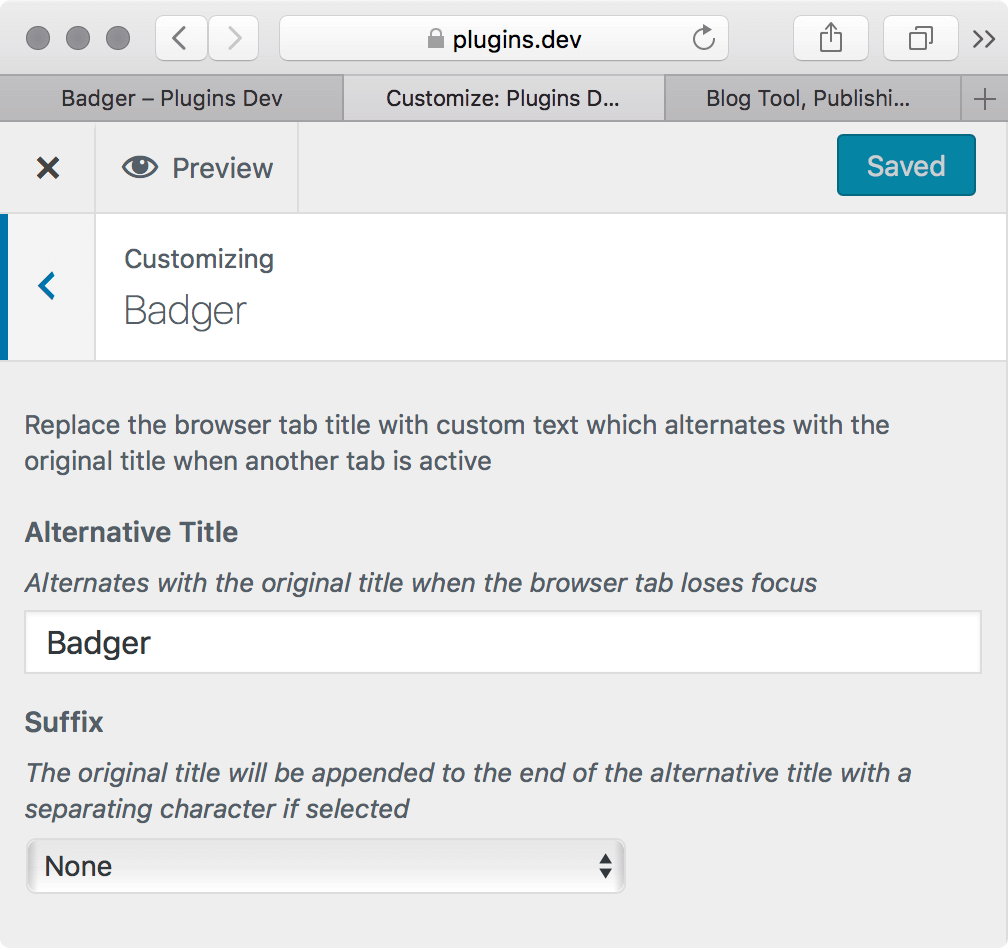 plugins.dev
Badger – Plugins Dev
Customize: Plugins D...
Blog Tool, Publishi...
Preview
Saved
Customizing
Badger
Replace the browser tab title with custom text which alternates with the
original title when another tab is active
Alternative Title
Alternates with the original title when the browser tab loses focus
Badger
Suffix
The original title will be appended to the end of the alternative title with a
separating character if selected
None